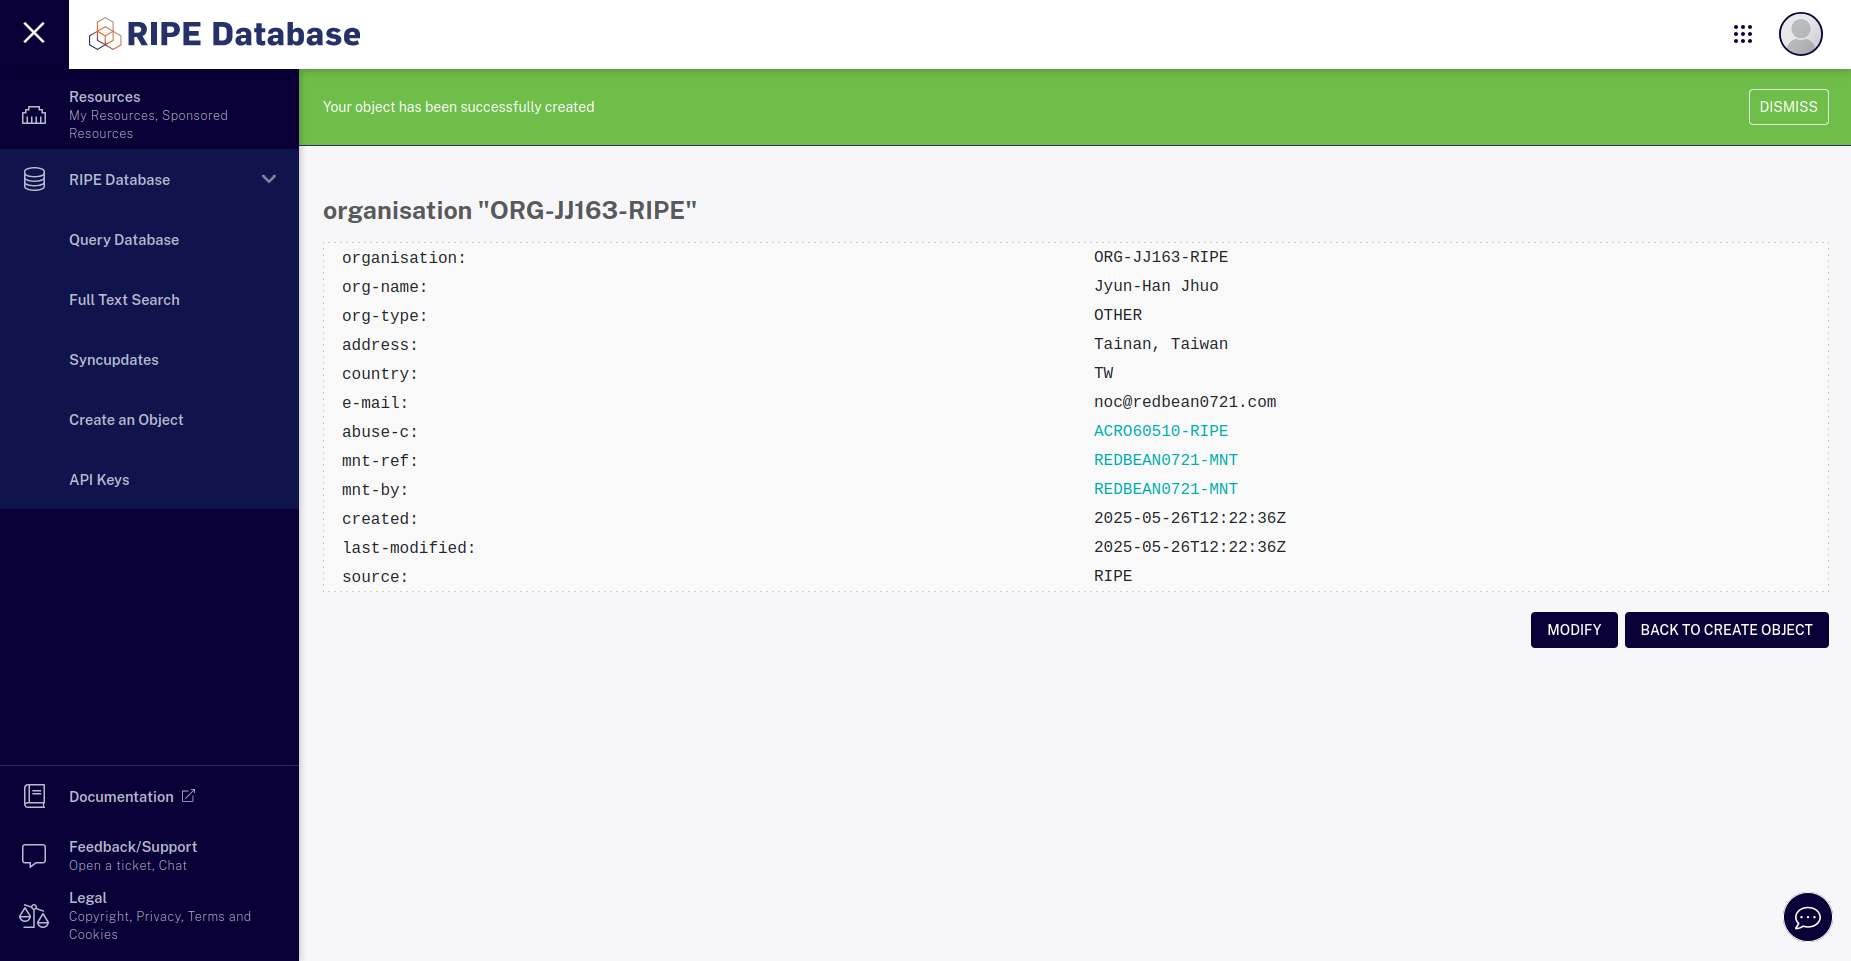 RIPE Database
Resources
My Resources, Sponsored
Resources
RIPE Database
Query Database
Full Text Search
Syncupdates
Create an Object
API Keys
Documentation
Feedback/Support
Open a ticket, Chat
Legal
Copyright, Privacy, Terms and
Cookies
Your object has been successfully created
DISMISS
organisation "ORG-JJ163-RIPE"
organisation: ORG-JJ163-RIPE
org-name: Jyun-Han Jhuo
org-type: OTHER
address: Tainan, Taiwan
country: TW
e-mail: noc@redbean0721.com
abuse-c: ACRO60510-RIPE
mnt-ref: REDBEAN0721-MNT
mnt-by: REDBEAN0721-MNT
created: 2025-05-26T12:22:36Z
last-modified: 2025-05-26T12:22:36Z
source: RIPE
MODIFY
BACK TO CREATE OBJECT